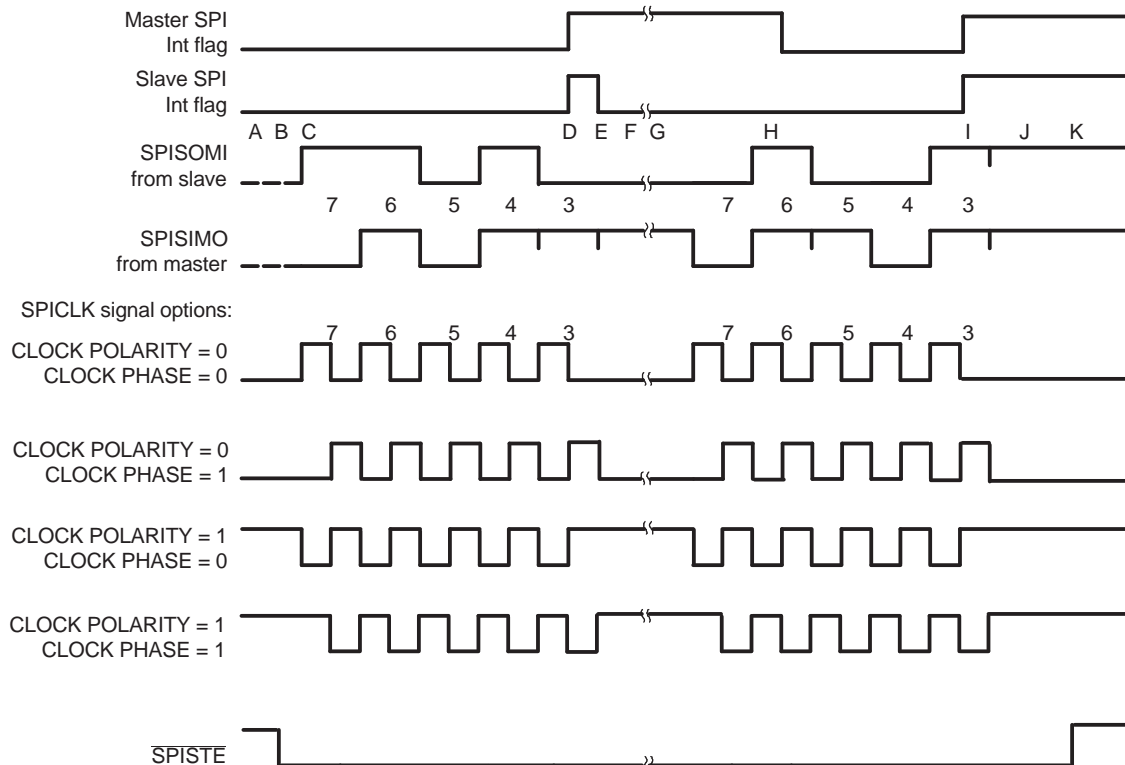 Master SPI
Int flag
Slave SPI
Int flag
A B C D E F G H I J K
SPISOMI
from slave
7 6 5 4 3 7 6 5 4 3
SPISIMO
from master
SPICLK signal options:
7 6 5 4 3 7 6 5 4 3
CLOCK POLARITY = 0
CLOCK PHASE = 0
CLOCK POLARITY = 0
CLOCK PHASE = 1
CLOCK POLARITY = 1
CLOCK PHASE = 0
CLOCK POLARITY = 1
CLOCK PHASE = 1
SPISTE